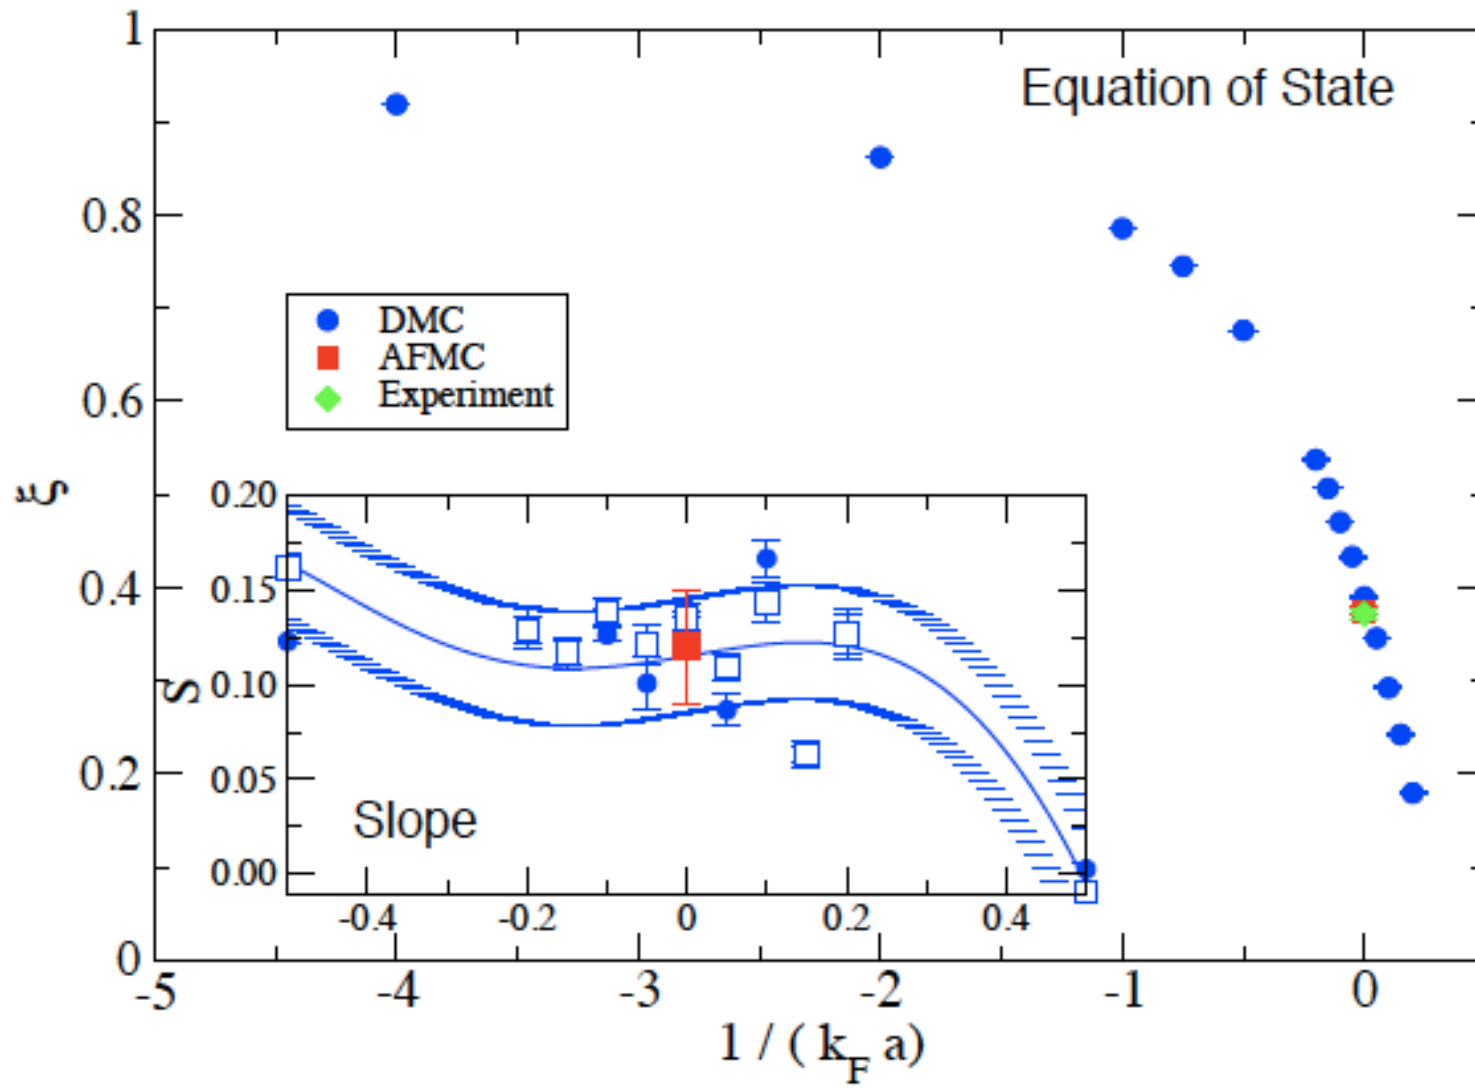 1
Equation of State
0.8
DMC
AFMC
Experiment
0.6
ξ
0.20
0.4
0.15
S
0.10
0.2
0.05
Slope
0.00
-0.4 -0.2 0 0.2 0.4
0
-5 -4 -3 -2 -1 0
1 / ( k_F a)